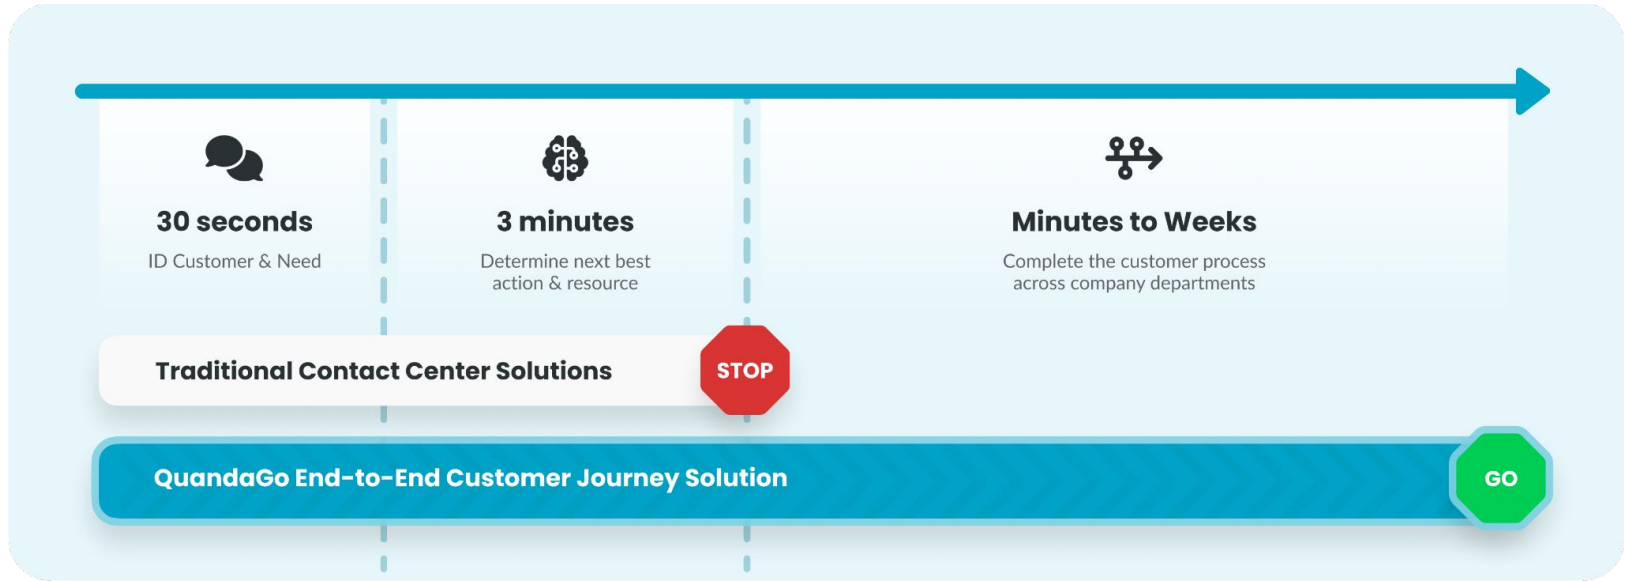 30 seconds
ID Customer & Need
3 minutes
Determine next best
action & resource
Minutes to Weeks
Complete the customer process
across company departments
Traditional Contact Center Solutions
STOP
QuandaGo End-to-End Customer Journey Solution
GO